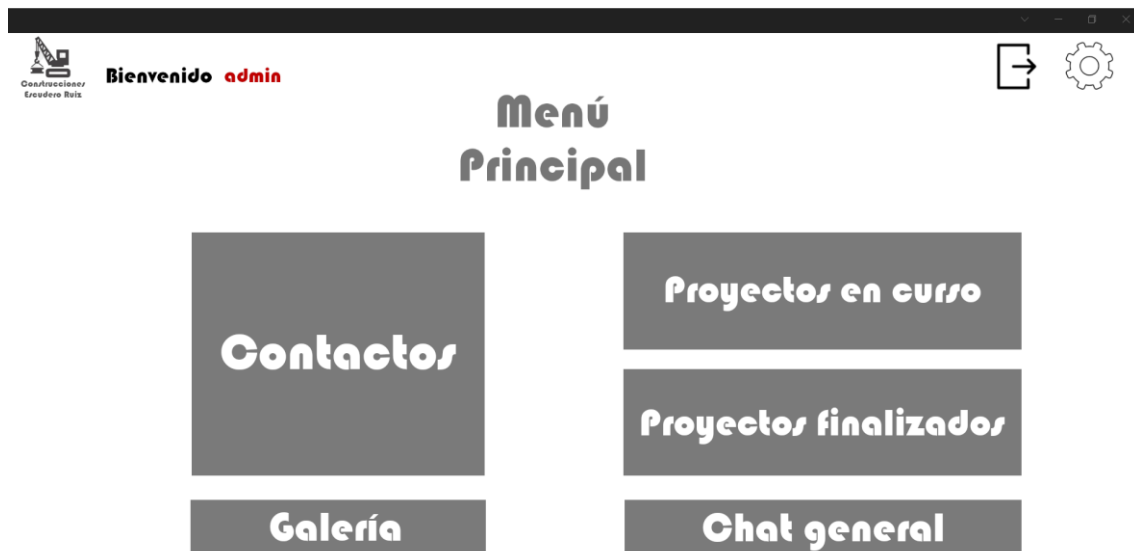 Construcciones
Escudero Ruiz
Bienvenido admin
Menú
Principal
Contactos
Proyectos en curso
Proyectos finalizados
Galería
Chat general